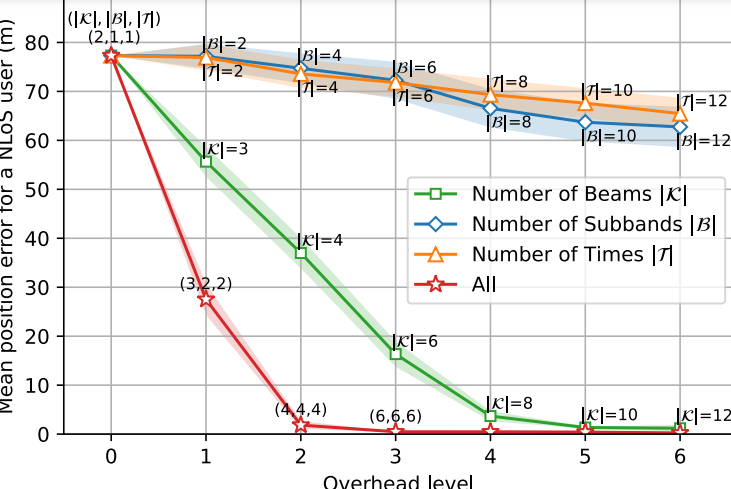 (|𝒦|, |ℬ|, |𝒯|)
(2,1,1)
|ℬ|=2
|𝒯|=2
|ℬ|=4
|𝒯|=4
|ℬ|=6
|𝒯|=6
|𝒯|=8
|ℬ|=8
|𝒯|=10
|ℬ|=10
|𝒯|=12
|ℬ|=12
|𝒦|=3
|𝒦|=4
|𝒦|=6
|𝒦|=8
|𝒦|=10
|𝒦|=12
(3,2,2)
(4,4,4)
(6,6,6)
Number of Beams |𝒦|
Number of Subbands |ℬ|
Number of Times |𝒯|
All
Mean position error for a NLoS user (m)
80
70
60
50
40
30
20
10
0
0 1 2 3 4 5 6
Overhead level